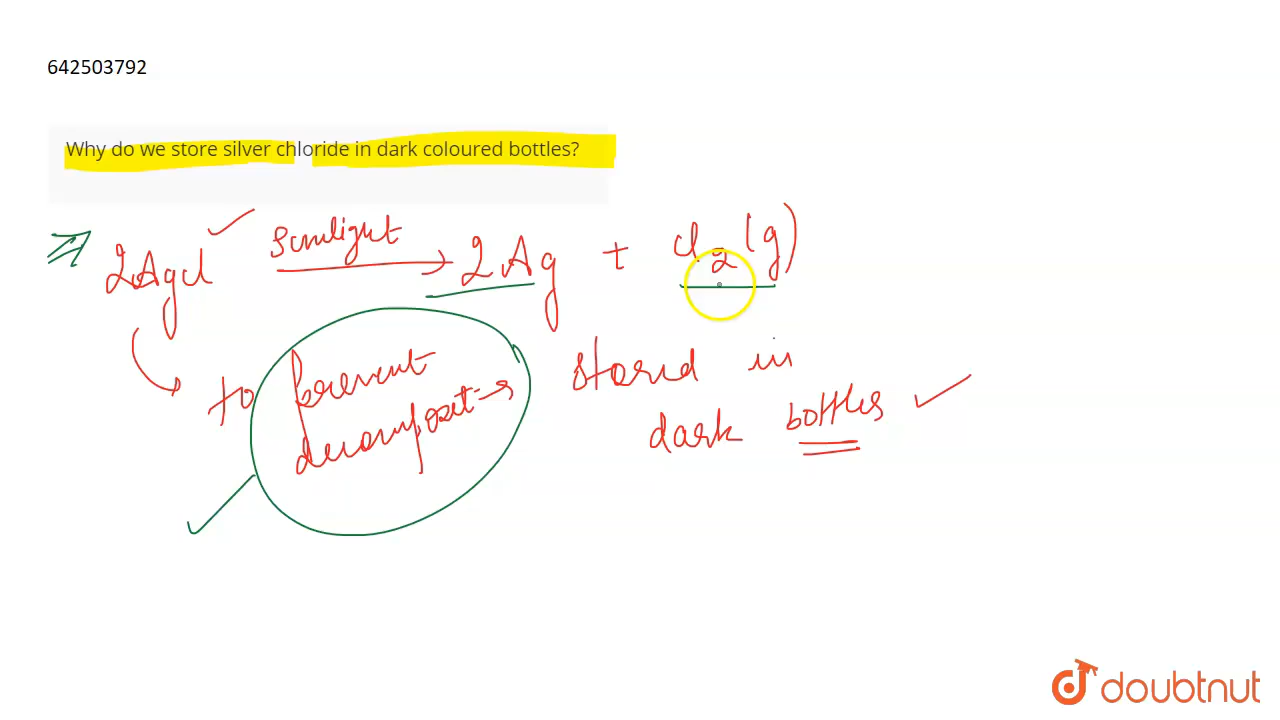 642503792
Why do we store silver chloride in dark coloured bottles?
2Agcl sunlight 2Ag + cl2(g)
to prevent stored in
decomposit-n dark bottles
doubtnut